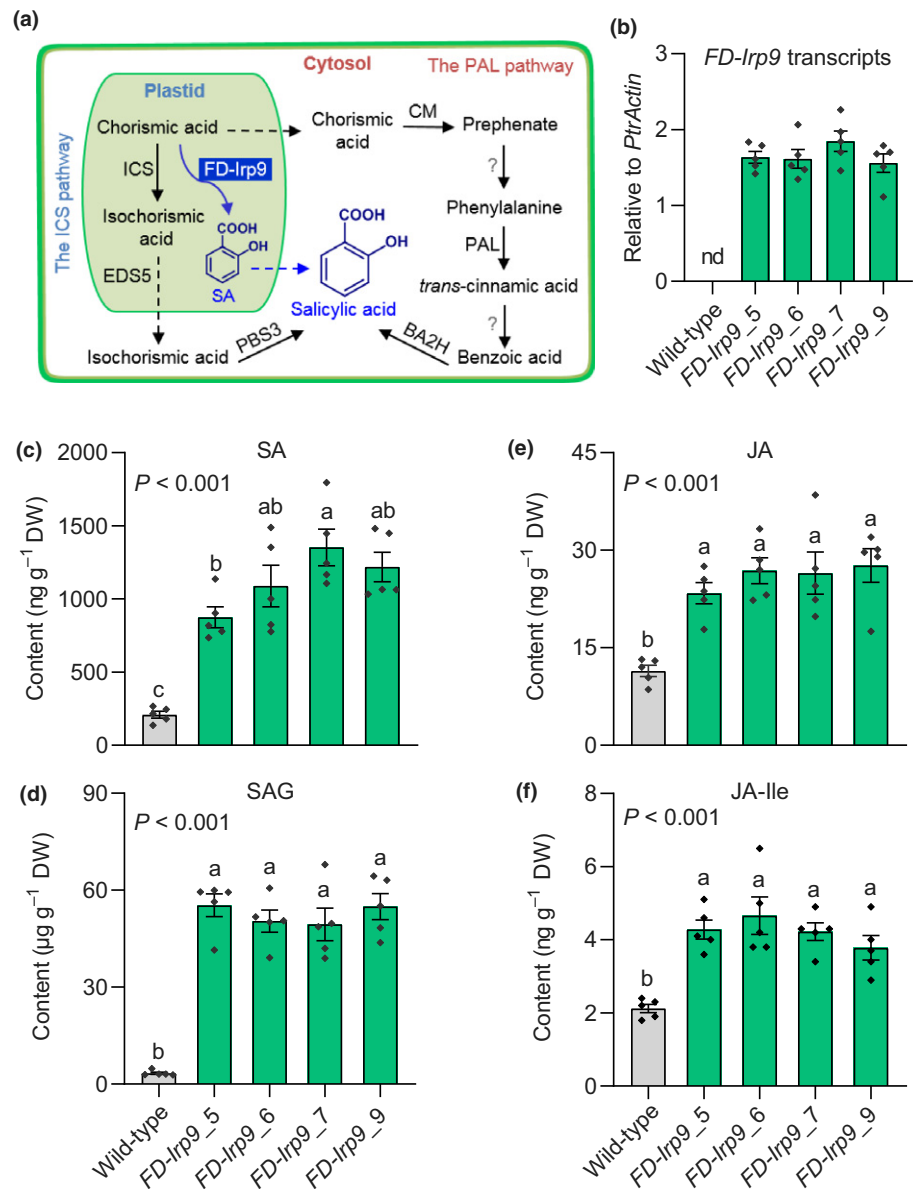 (a)
Cytosol
The PAL pathway
Plastid
The ICS pathway
Chorismic acid
Chorismic
acid
CM
Prephenate
ICS
FD-Irp9
?
Isochorismic
acid
COOH
OH
SA
COOH
OH
Salicylic acid
Phenylalanine
PAL
trans-cinnamic acid
EDS5
?
Isochorismic acid
PBS3
BA2H
Benzoic acid
(b)
FD-Irp9 transcripts
Relative to PtrActin
3
2
1
0
nd
Wild-type
FD-Irp9_5
FD-Irp9_6
FD-Irp9_7
FD-Irp9_9
(c)
SA
P < 0.001
Content (ng g⁻¹ DW)
2000
1500
1000
500
0
c
b
ab
a
ab
(e)
JA
P < 0.001
Content (ng g⁻¹ DW)
45
30
15
0
b
a
a
a
a
(d)
SAG
P < 0.001
Content (µg g⁻¹ DW)
90
60
30
0
b
a
a
a
a
Wild-type
FD-Irp9_5
FD-Irp9_6
FD-Irp9_7
FD-Irp9_9
(f)
JA-Ile
P < 0.001
Content (ng g⁻¹ DW)
8
6
4
2
0
b
a
a
a
a
Wild-type
FD-Irp9_5
FD-Irp9_6
FD-Irp9_7
FD-Irp9_9